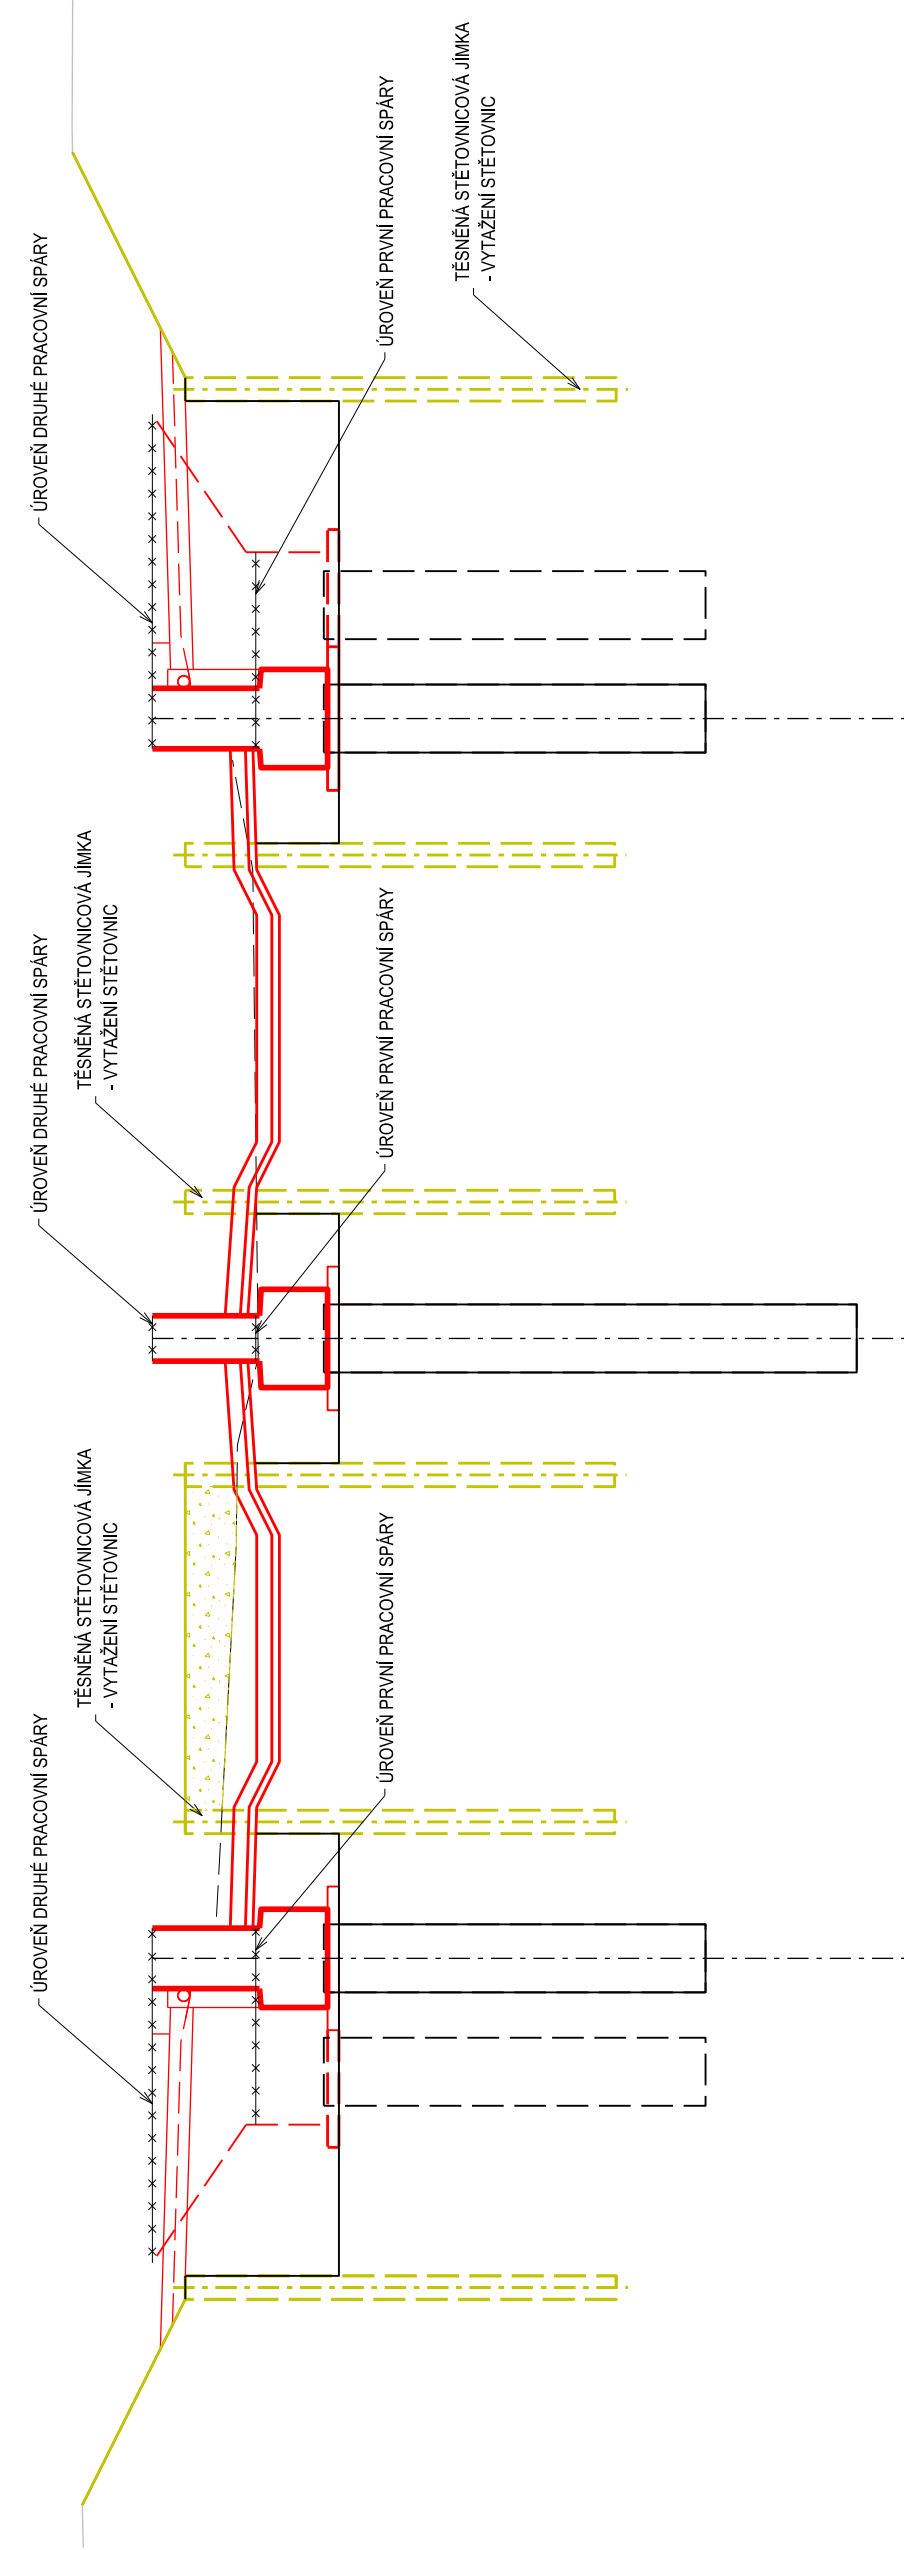 ÚROVEŇ DRUHÉ PRACOVNÍ SPÁRY
ÚROVEŇ DRUHÉ PRACOVNÍ SPÁRY
ÚROVEŇ DRUHÉ PRACOVNÍ SPÁRY
TĚSNĚNÁ STĚTOVNICOVÁ JÍMKA
- VYTAŽENÍ STĚTOVNIC
TĚSNĚNÁ STĚTOVNICOVÁ JÍMKA
- VYTAŽENÍ STĚTOVNIC
ÚROVEŇ PRVNÍ PRACOVNÍ SPÁRY
ÚROVEŇ PRVNÍ PRACOVNÍ SPÁRY
ÚROVEŇ PRVNÍ PRACOVNÍ SPÁRY
TĚSNĚNÁ STĚTOVNICOVÁ JÍMKA
- VYTAŽENÍ STĚTOVNIC